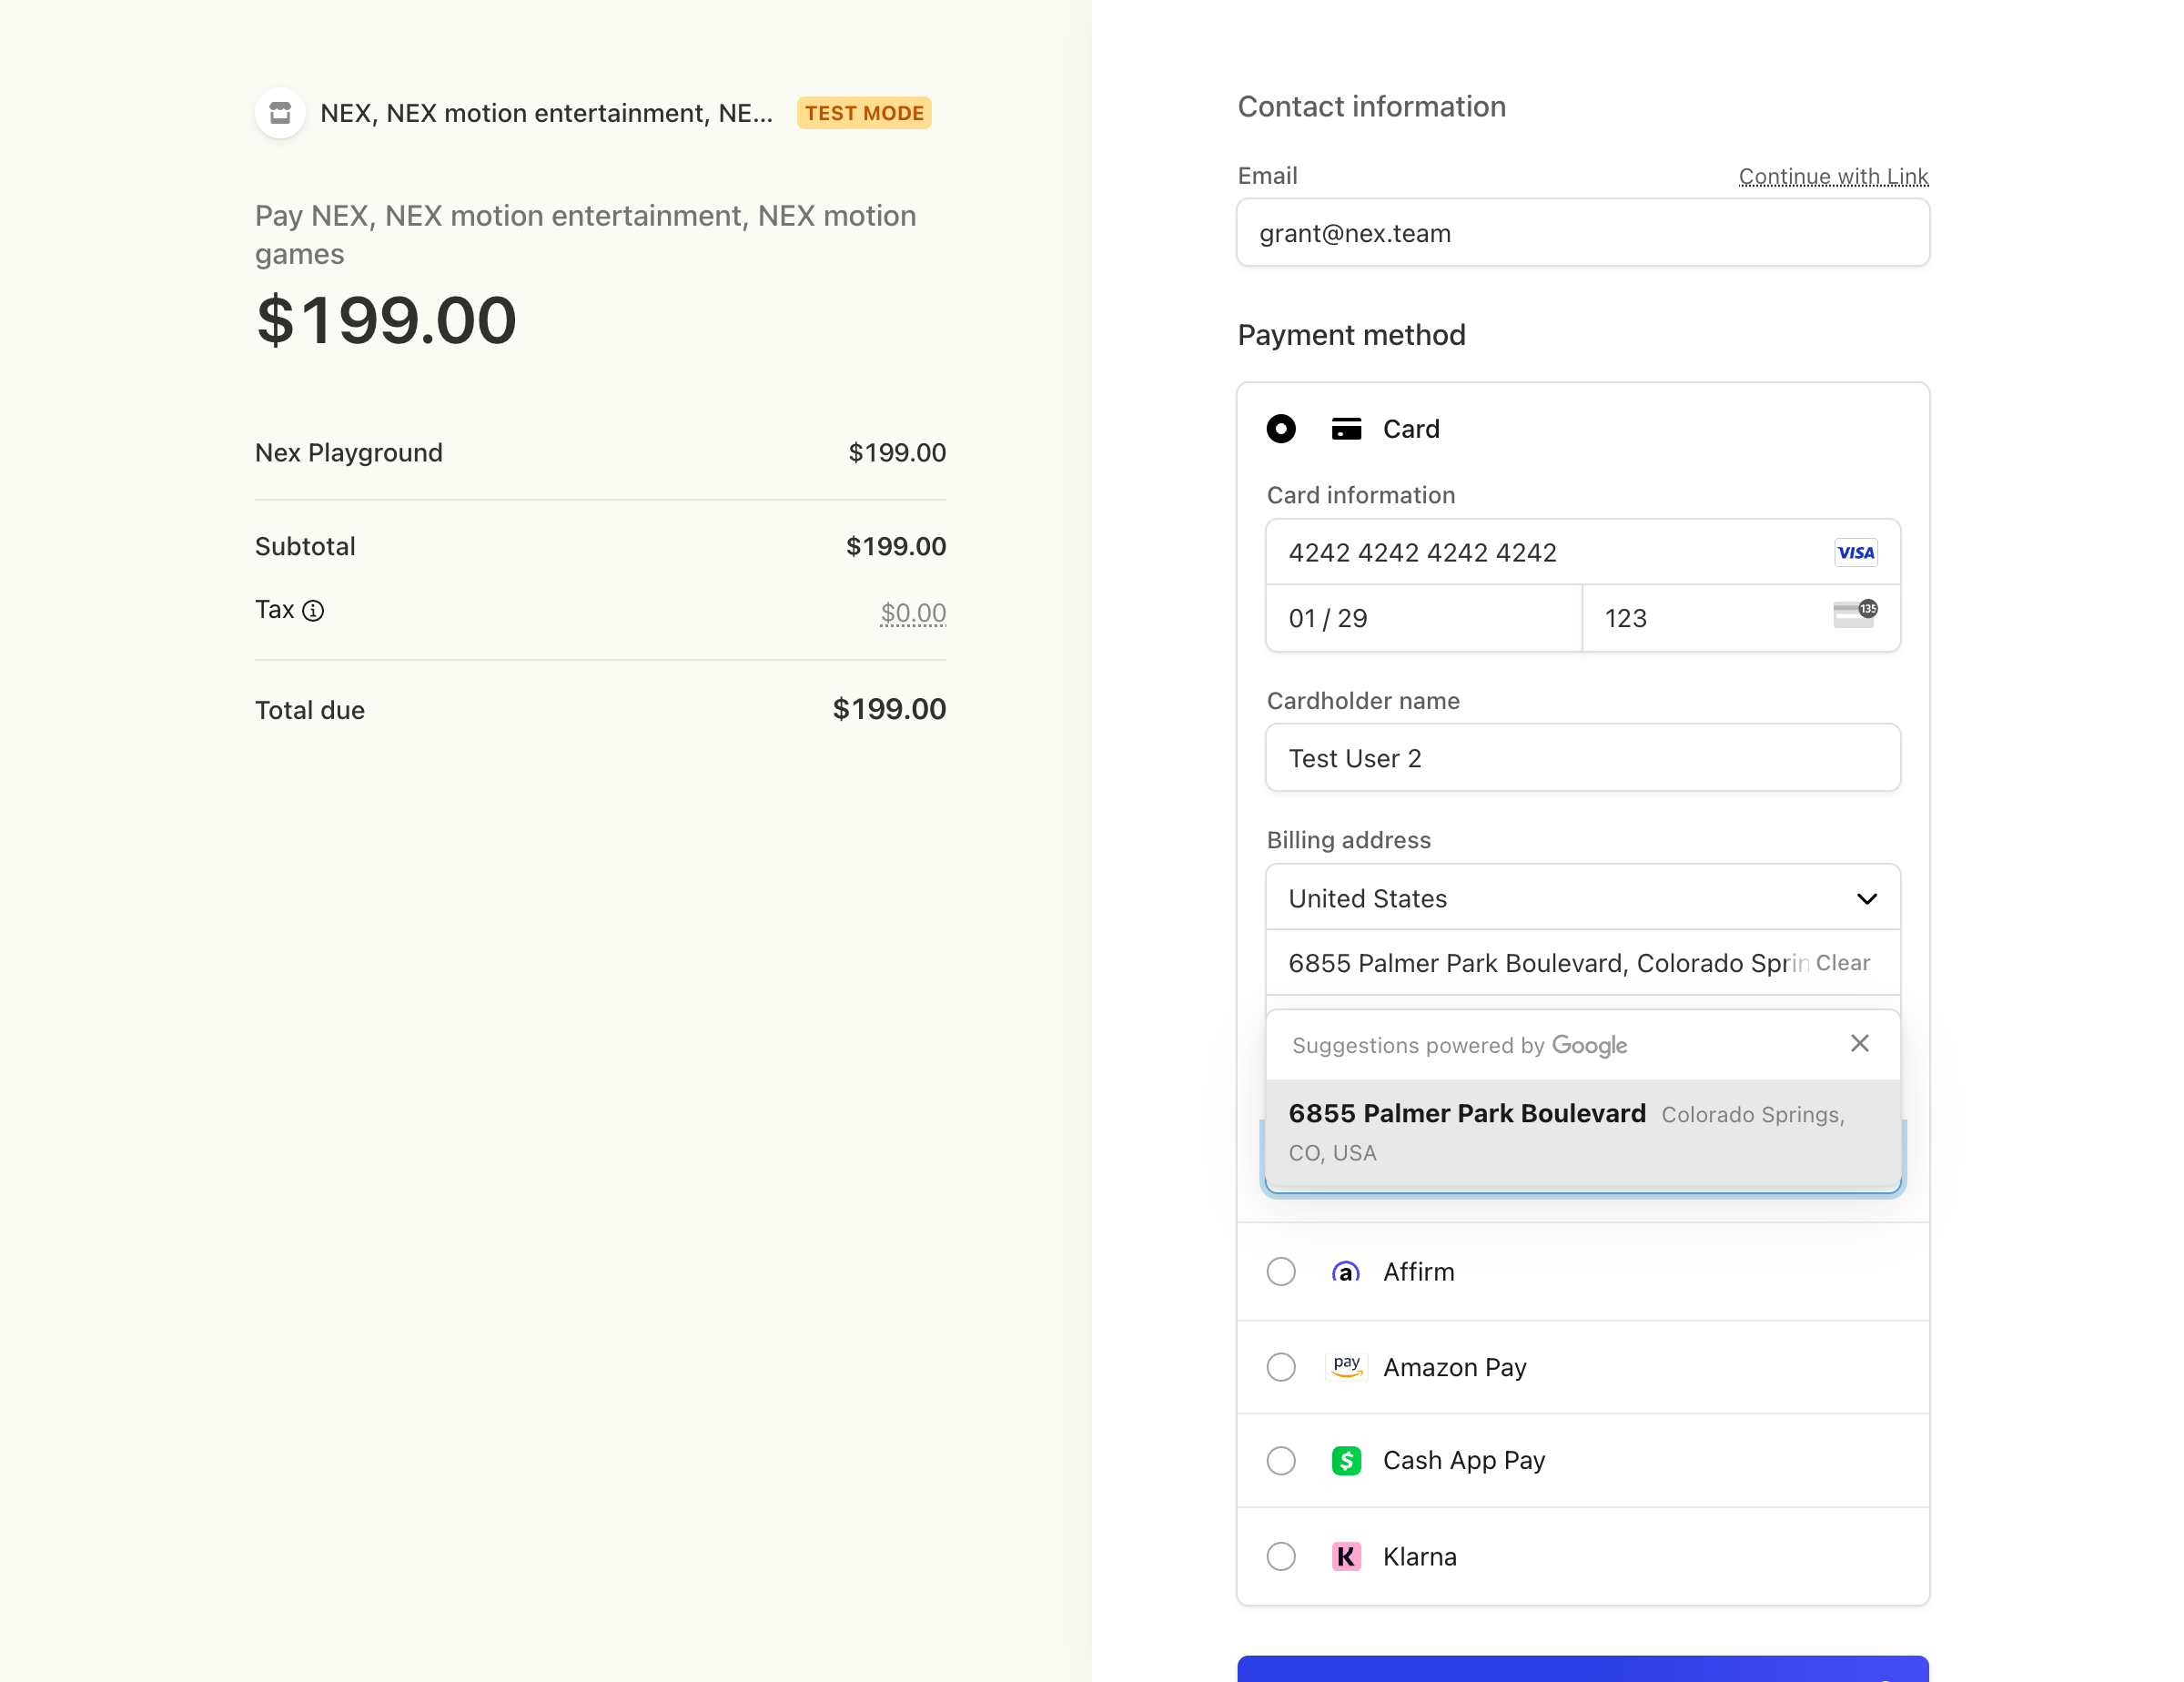 NEX, NEX motion entertainment, NE...
TEST MODE
Pay NEX, NEX motion entertainment, NEX motion
games
$199.00
Nex Playground
$199.00
Subtotal
$199.00
Tax
$0.00
Total due
$199.00
Contact information
Email
Continue with Link
grant@nex.team
Payment method
Card
Card information
4242 4242 4242 4242
VISA
01 / 29
123
135
Cardholder name
Test User 2
Billing address
United States
6855 Palmer Park Boulevard, Colorado Sprin
Clear
Suggestions powered by Google
6855 Palmer Park Boulevard Colorado Springs,
CO, USA
a
Affirm
pay
Amazon Pay
$
Cash App Pay
K
Klarna